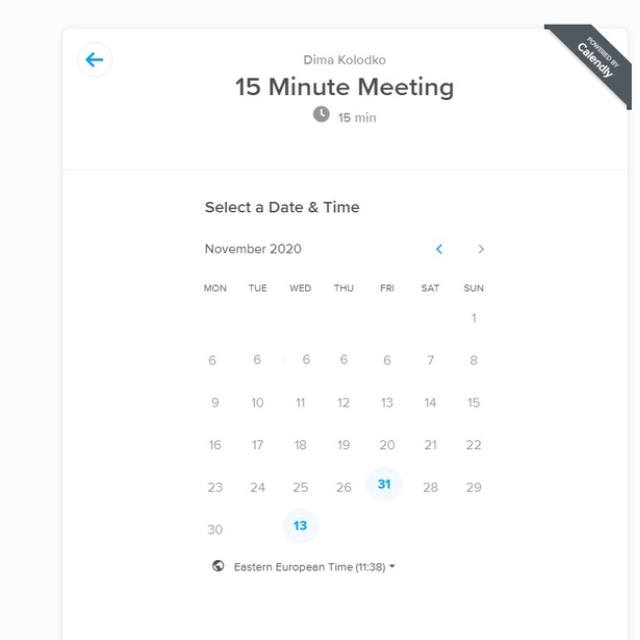 POWERED BY
Calendly
Dima Kolodko
15 Minute Meeting
15 min
Select a Date & Time
November 2020
MON TUE WED THU FRI SAT SUN
1
6 6 6 6 6 7 8
9 10 11 12 13 14 15
16 17 18 19 20 21 22
23 24 25 26 31 28 29
30 13
Eastern European Time (11:38)